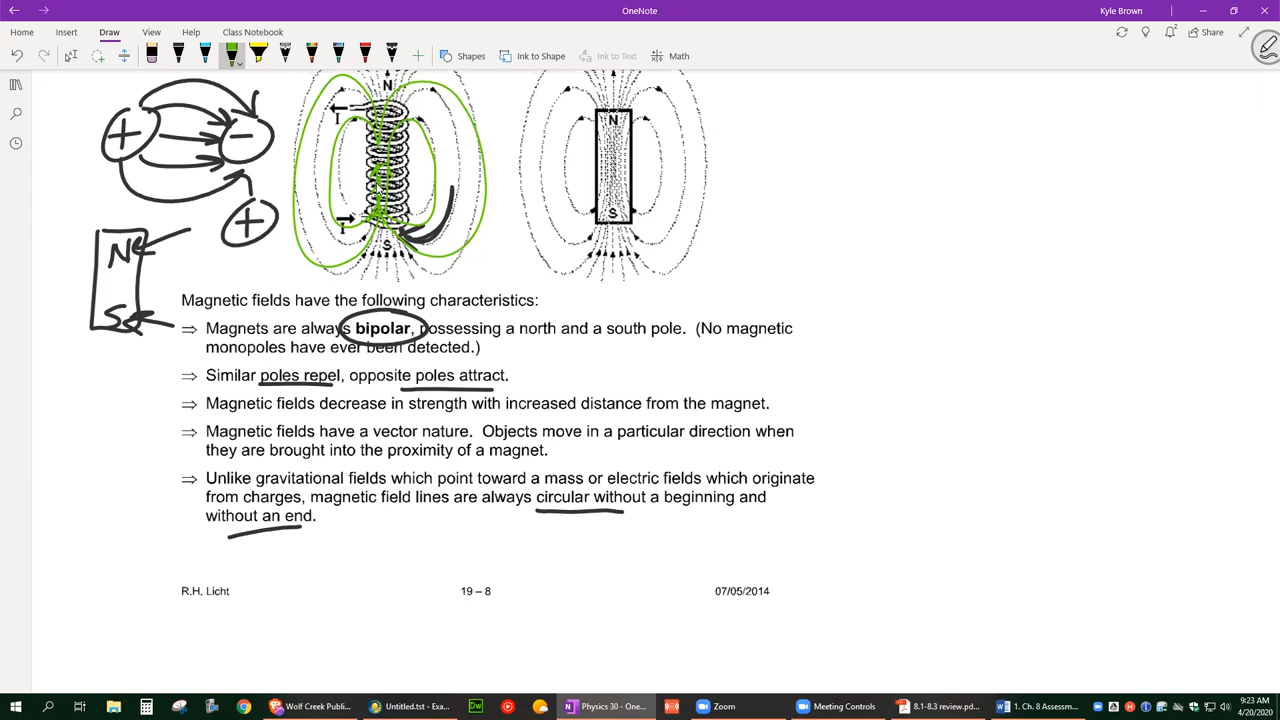 OneNote
Kyle Brown
Home Insert Draw View Help Class Notebook
Share
Shapes Ink to Shape Ink to Text Math
N
I
I
S
N
S
+ -
+
N
S
Magnetic fields have the following characteristics:
⇒ Magnets are always bipolar, possessing a north and a south pole. (No magnetic
monopoles have ever been detected.)
⇒ Similar poles repel, opposite poles attract.
⇒ Magnetic fields decrease in strength with increased distance from the magnet.
⇒ Magnetic fields have a vector nature. Objects move in a particular direction when
they are brought into the proximity of a magnet.
⇒ Unlike gravitational fields which point toward a mass or electric fields which originate
from charges, magnetic field lines are always circular without a beginning and
without an end.
R.H. Licht 19 – 8 07/05/2014
Wolf Creek Publi... Untitled.tst - Exa... Dw Physics 30 - One... Zoom Meeting Controls 8.1-8.3 review.pd... 1. Ch. 8 Assessm...
9:23 AM
4/20/2020